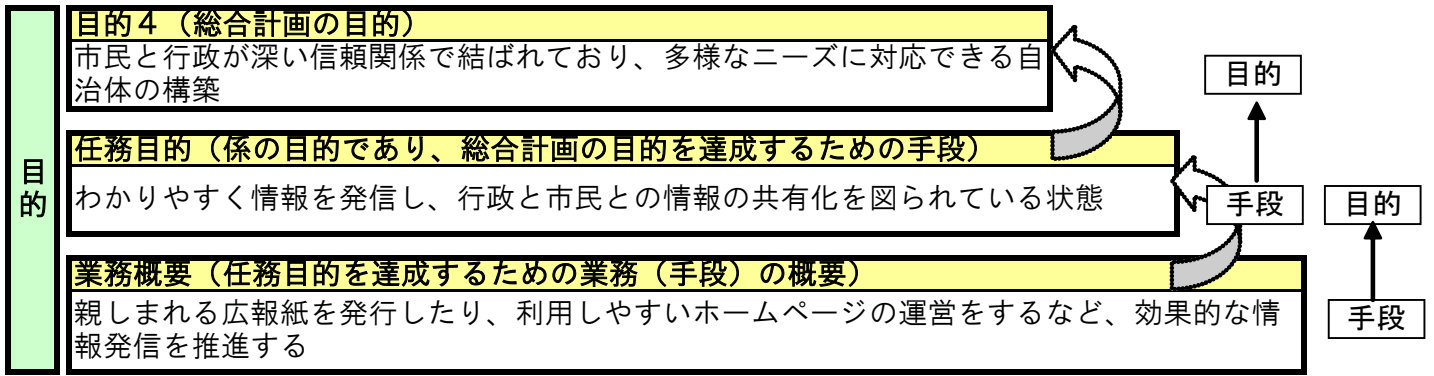 目的
目的４（総合計画の目的）
市民と行政が深い信頼関係で結ばれており、多様なニーズに対応できる自
治体の構築
任務目的（係の目的であり、総合計画の目的を達成するための手段）
わかりやすく情報を発信し、行政と市民との情報の共有化を図られている状態
業務概要（任務目的を達成するための業務（手段）の概要）
親しまれる広報紙を発行したり、利用しやすいホームページの運営をするなど、効果的な情
報発信を推進する
目的
手段
目的
手段